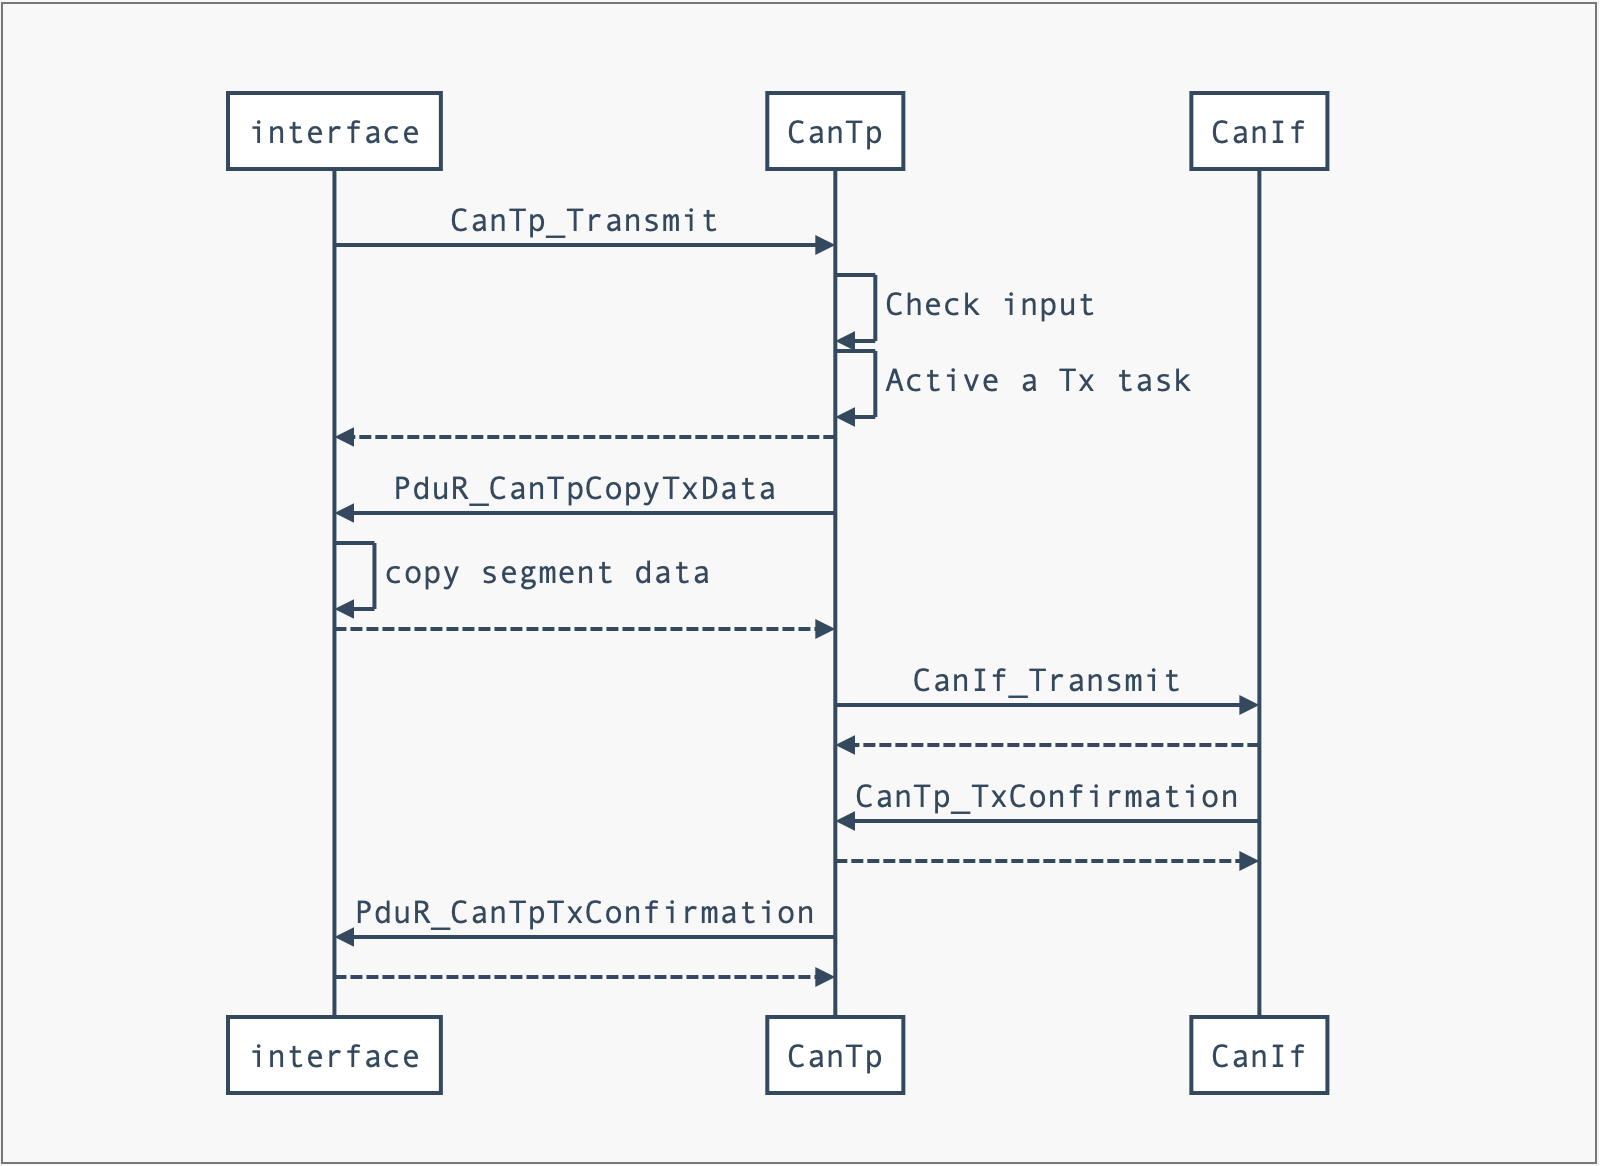 interface
CanTp
CanIf
CanTp_Transmit
Check input
Active a Tx task
PduR_CanTpCopyTxData
copy segment data
CanIf_Transmit
CanTp_TxConfirmation
PduR_CanTpTxConfirmation
interface
CanTp
CanIf